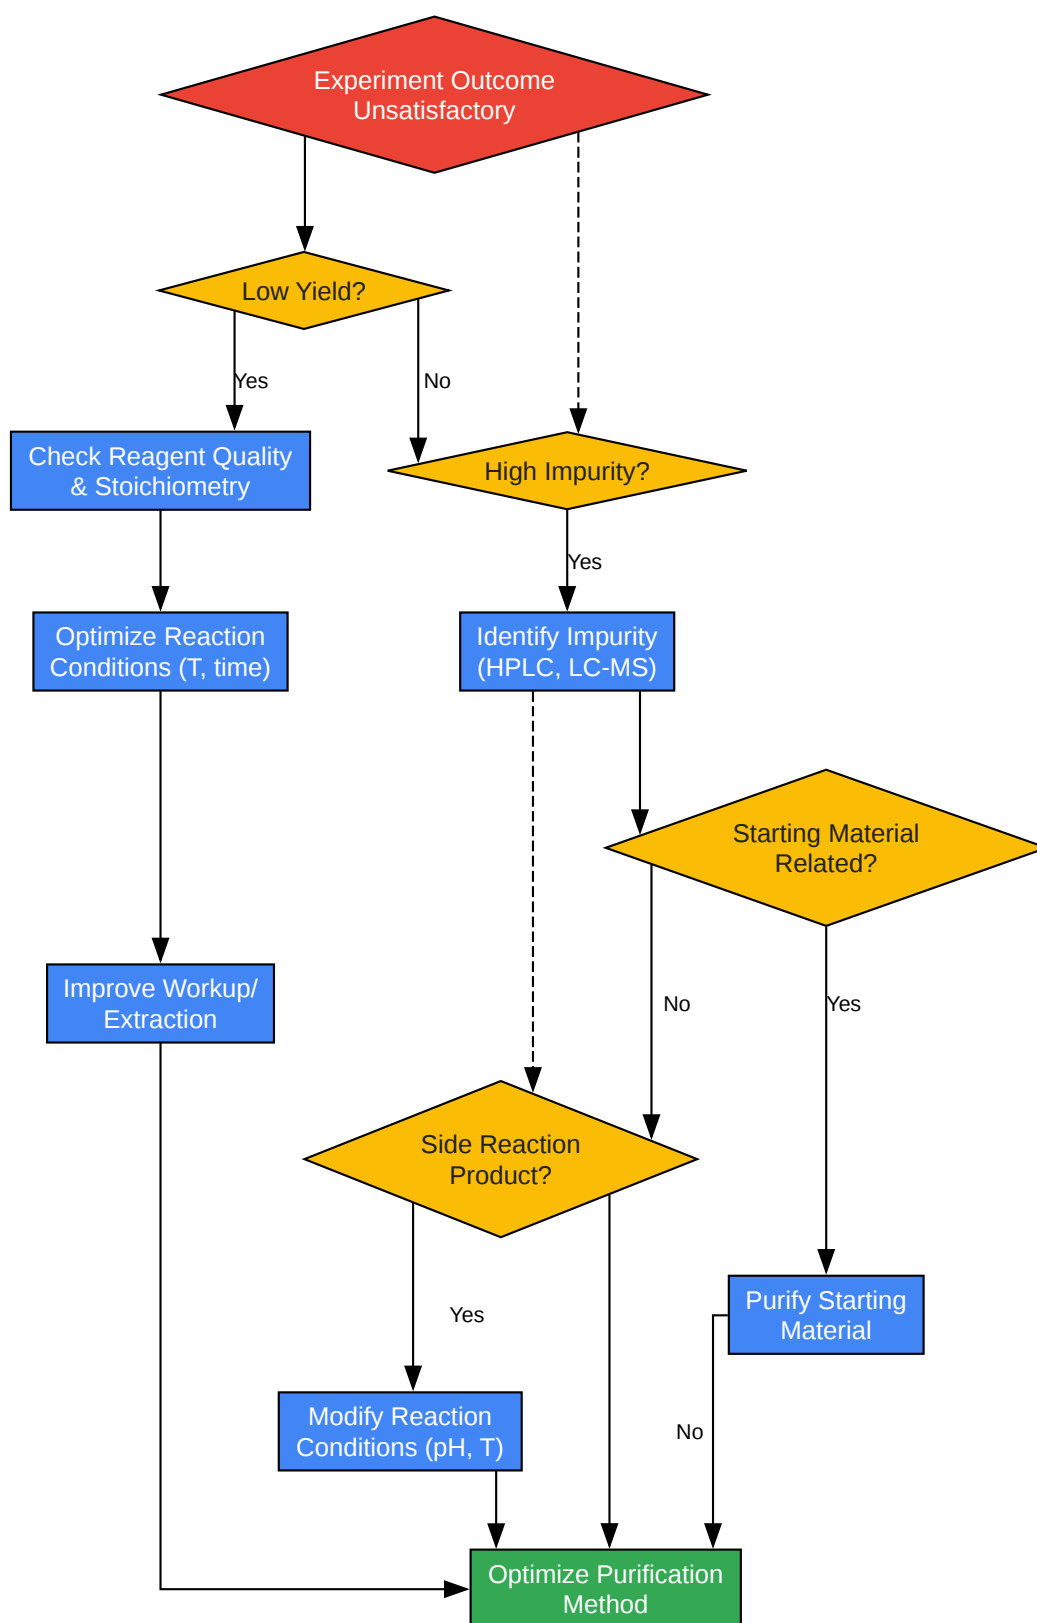 Experiment Outcome
Unsatisfactory
Low Yield?
Yes
No
Check Reagent Quality
& Stoichiometry
High Impurity?
Yes
Optimize Reaction
Conditions (T, time)
Identify Impurity
(HPLC, LC-MS)
Starting Material
Related?
Improve Workup/
Extraction
No
Yes
Side Reaction
Product?
Yes
Purify Starting
Material
Modify Reaction
Conditions (pH, T)
No
Optimize Purification
Method